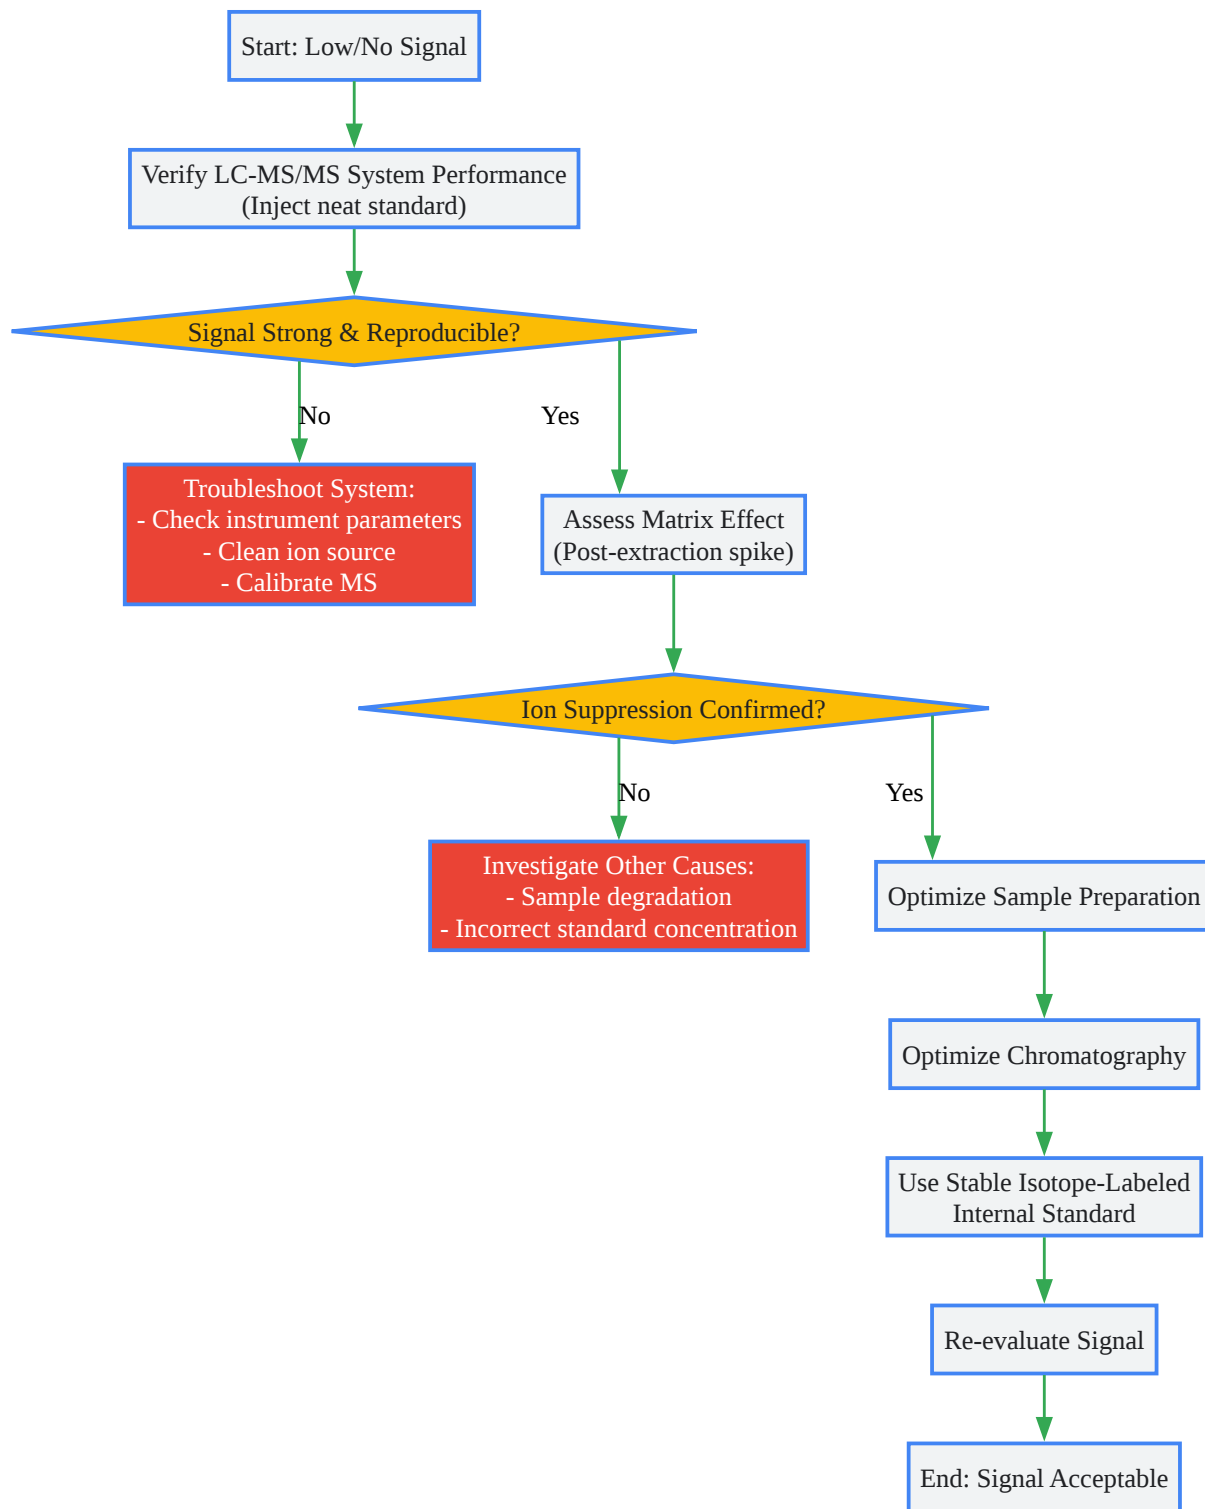 Start: Low/No Signal
Verify LC-MS/MS System Performance
(Inject neat standard)
Signal Strong & Reproducible?
No
Yes
Troubleshoot System:
- Check instrument parameters
- Clean ion source
- Calibrate MS
Assess Matrix Effect
(Post-extraction spike)
Ion Suppression Confirmed?
No
Yes
Investigate Other Causes:
- Sample degradation
- Incorrect standard concentration
Optimize Sample Preparation
Optimize Chromatography
Use Stable Isotope-Labeled
Internal Standard
Re-evaluate Signal
End: Signal Acceptable